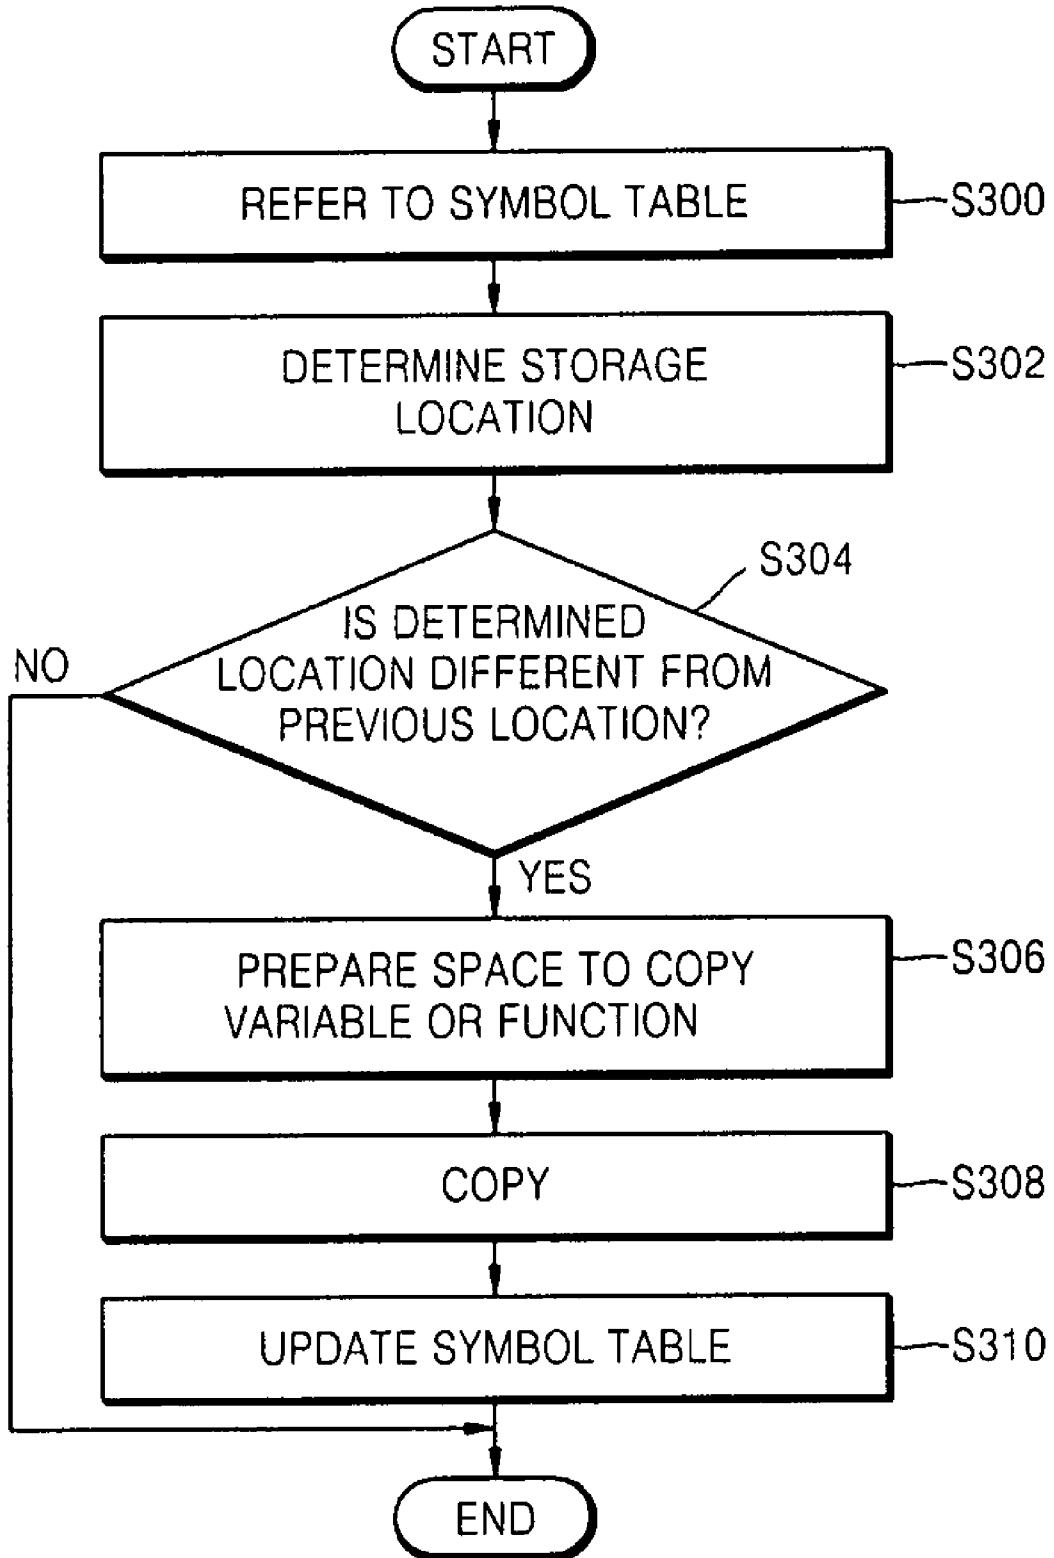 START
REFER TO SYMBOL TABLE
S300
DETERMINE STORAGE
LOCATION
S302
S304
IS DETERMINED
LOCATION DIFFERENT FROM
PREVIOUS LOCATION?
NO
YES
PREPARE SPACE TO COPY
VARIABLE OR FUNCTION
S306
COPY
S308
UPDATE SYMBOL TABLE
S310
END